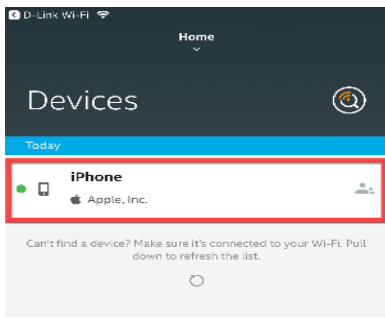 D-Link Wi-Fi
Home
Devices
Today
iPhone
Apple, Inc.
Can't find a device? Make sure it's connected to your Wi-Fi. Pull
down to refresh the list.